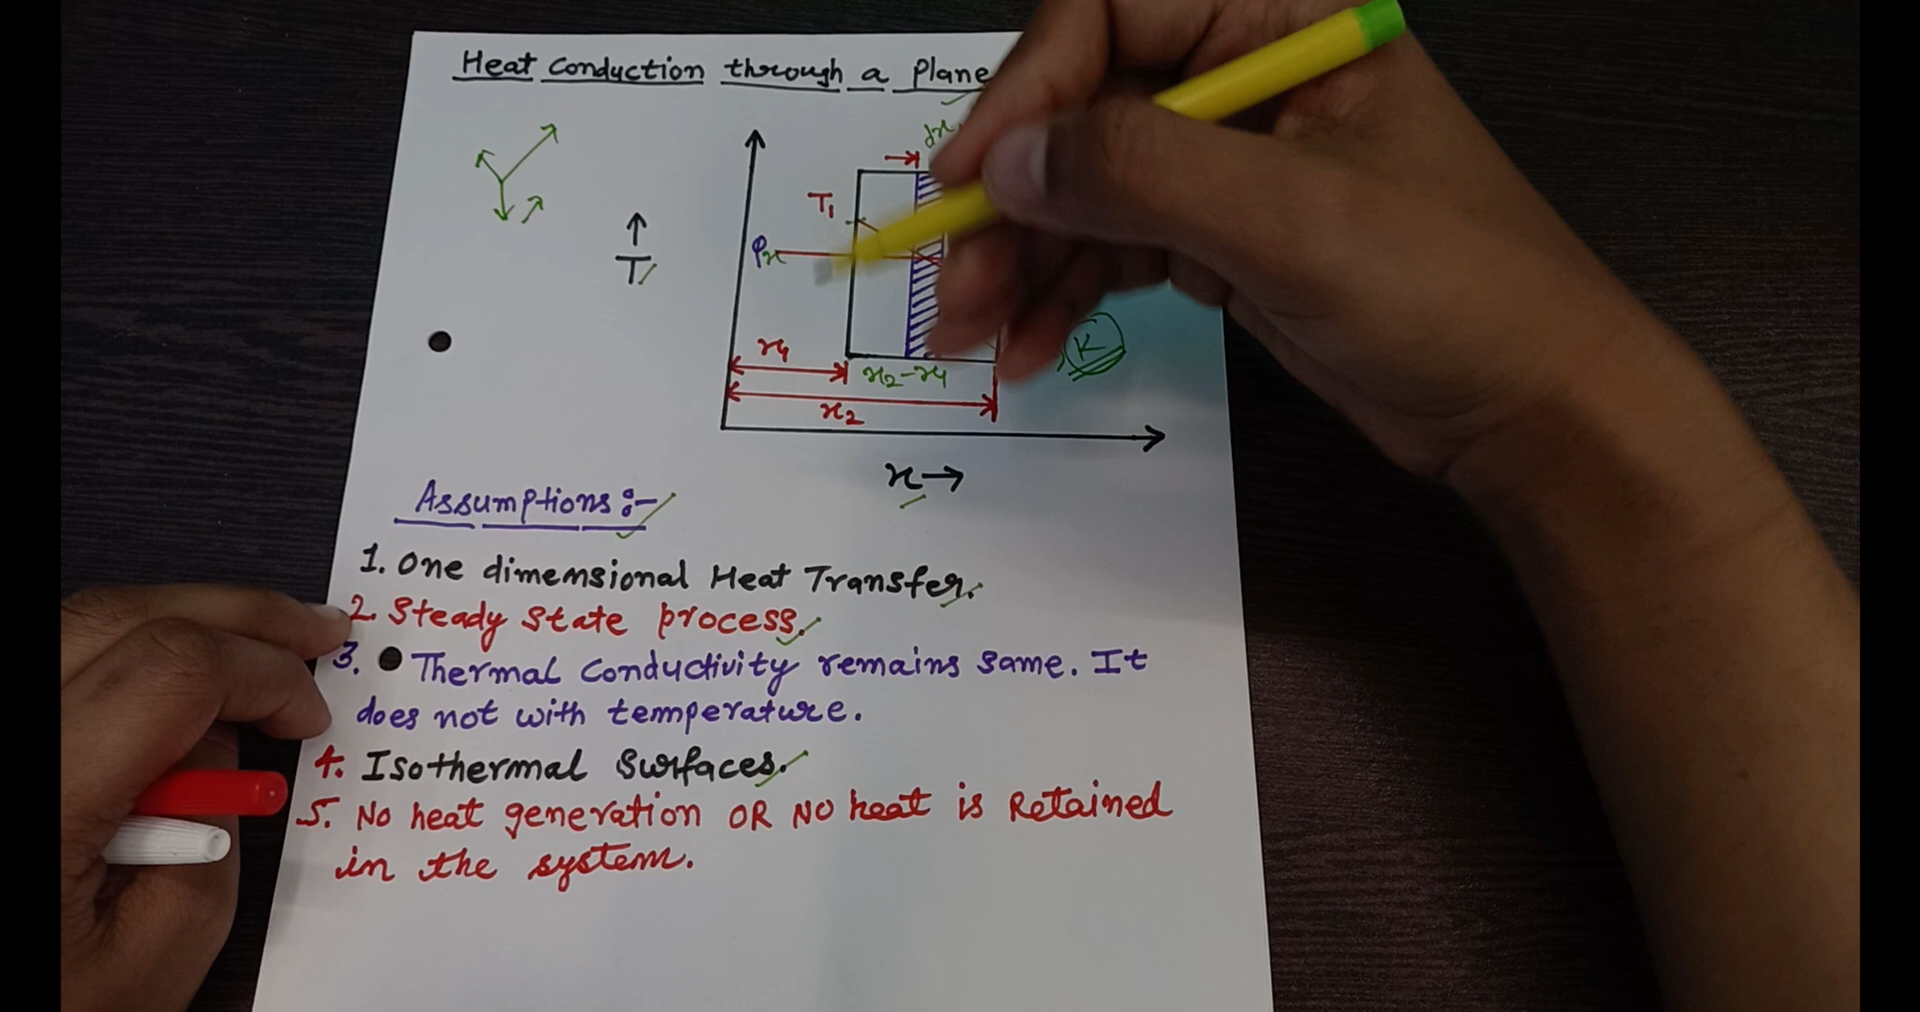 Heat Conduction through a Plane
dx
T1
↑
T
φx
x1
x2-x1
K
x2
x→
Assumptions:-
1. One dimensional Heat Transfer.
2. Steady State process.
3. Thermal Conductivity remains same. It
does not with temperature.
4. Isothermal Surfaces.
5. No heat generation OR NO heat is Retained
in the system.